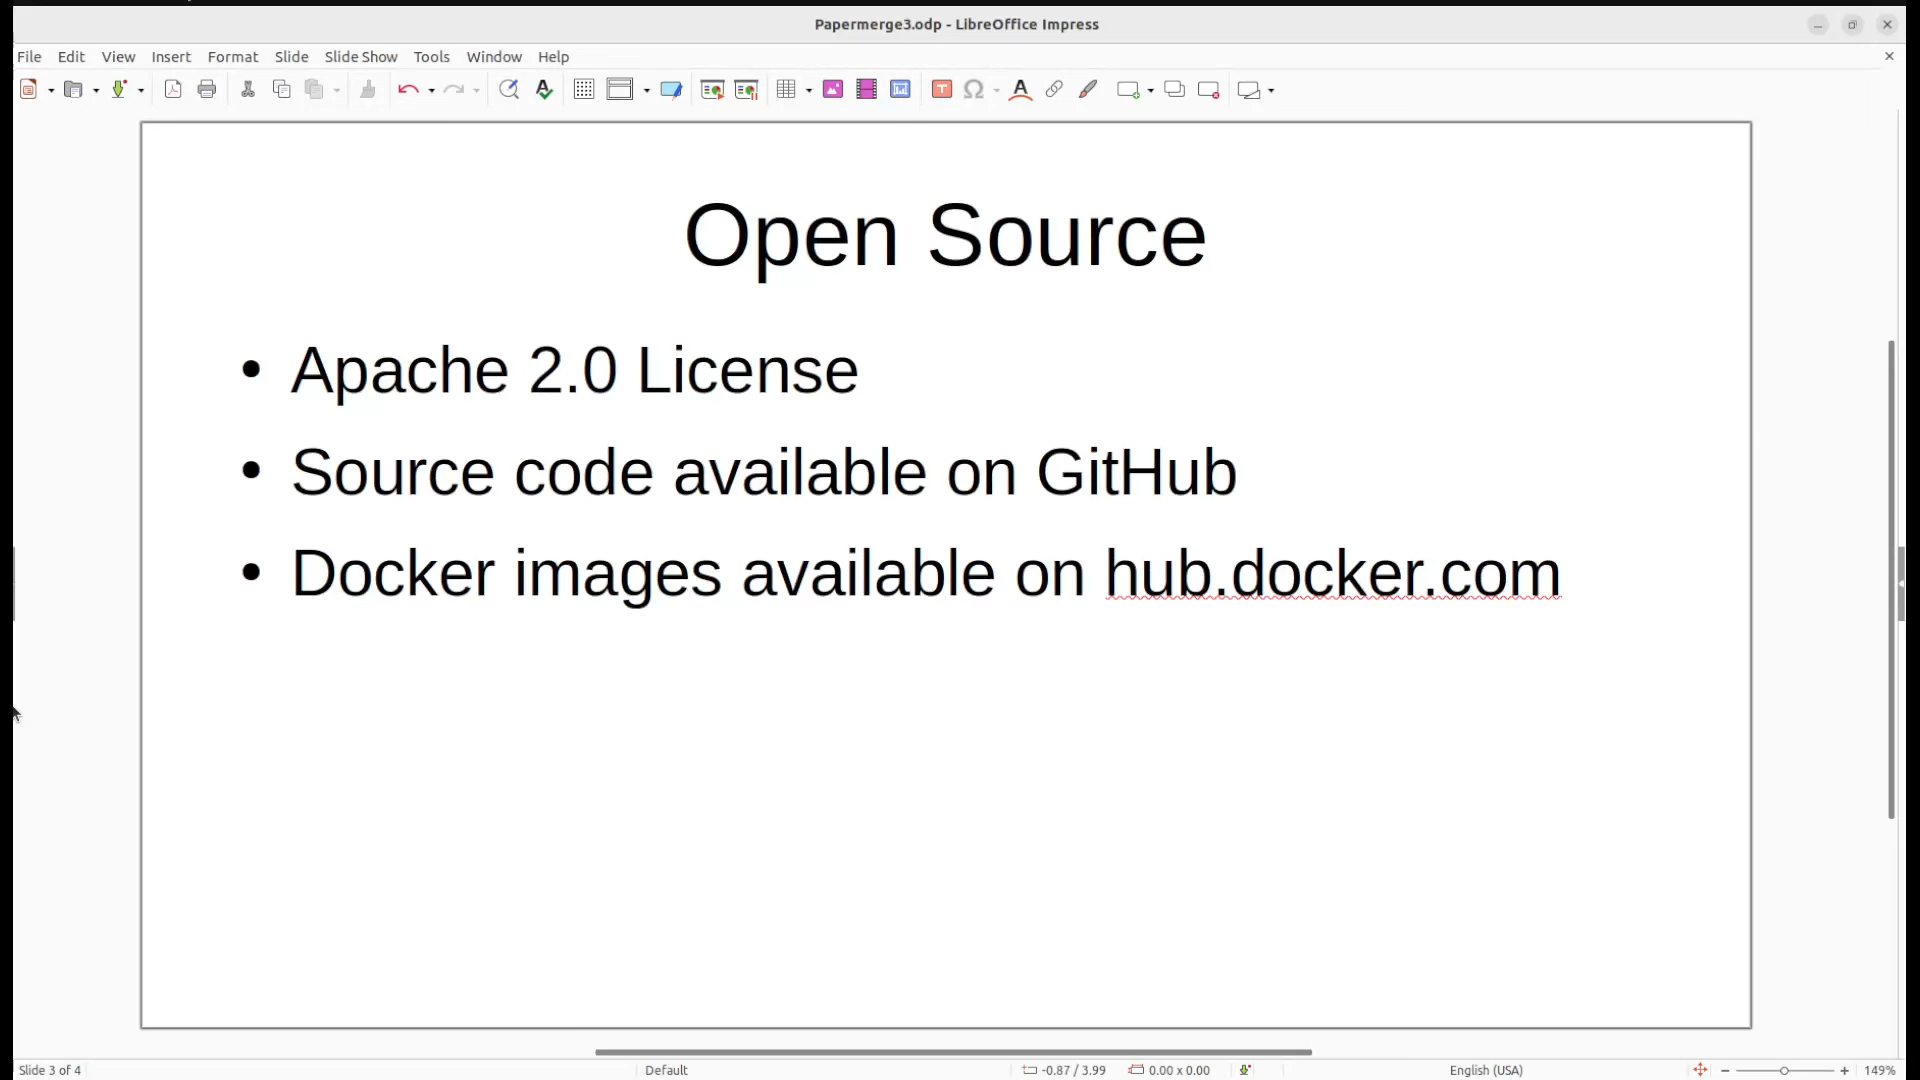 Papermerge3.odp - LibreOffice Impress
File Edit View Insert Format Slide Slide Show Tools Window Help
Open Source
• Apache 2.0 License
• Source code available on GitHub
• Docker images available on hub.docker.com
Slide 3 of 4 Default -0.87 / 3.99 0.00 x 0.00 English (USA) 149%